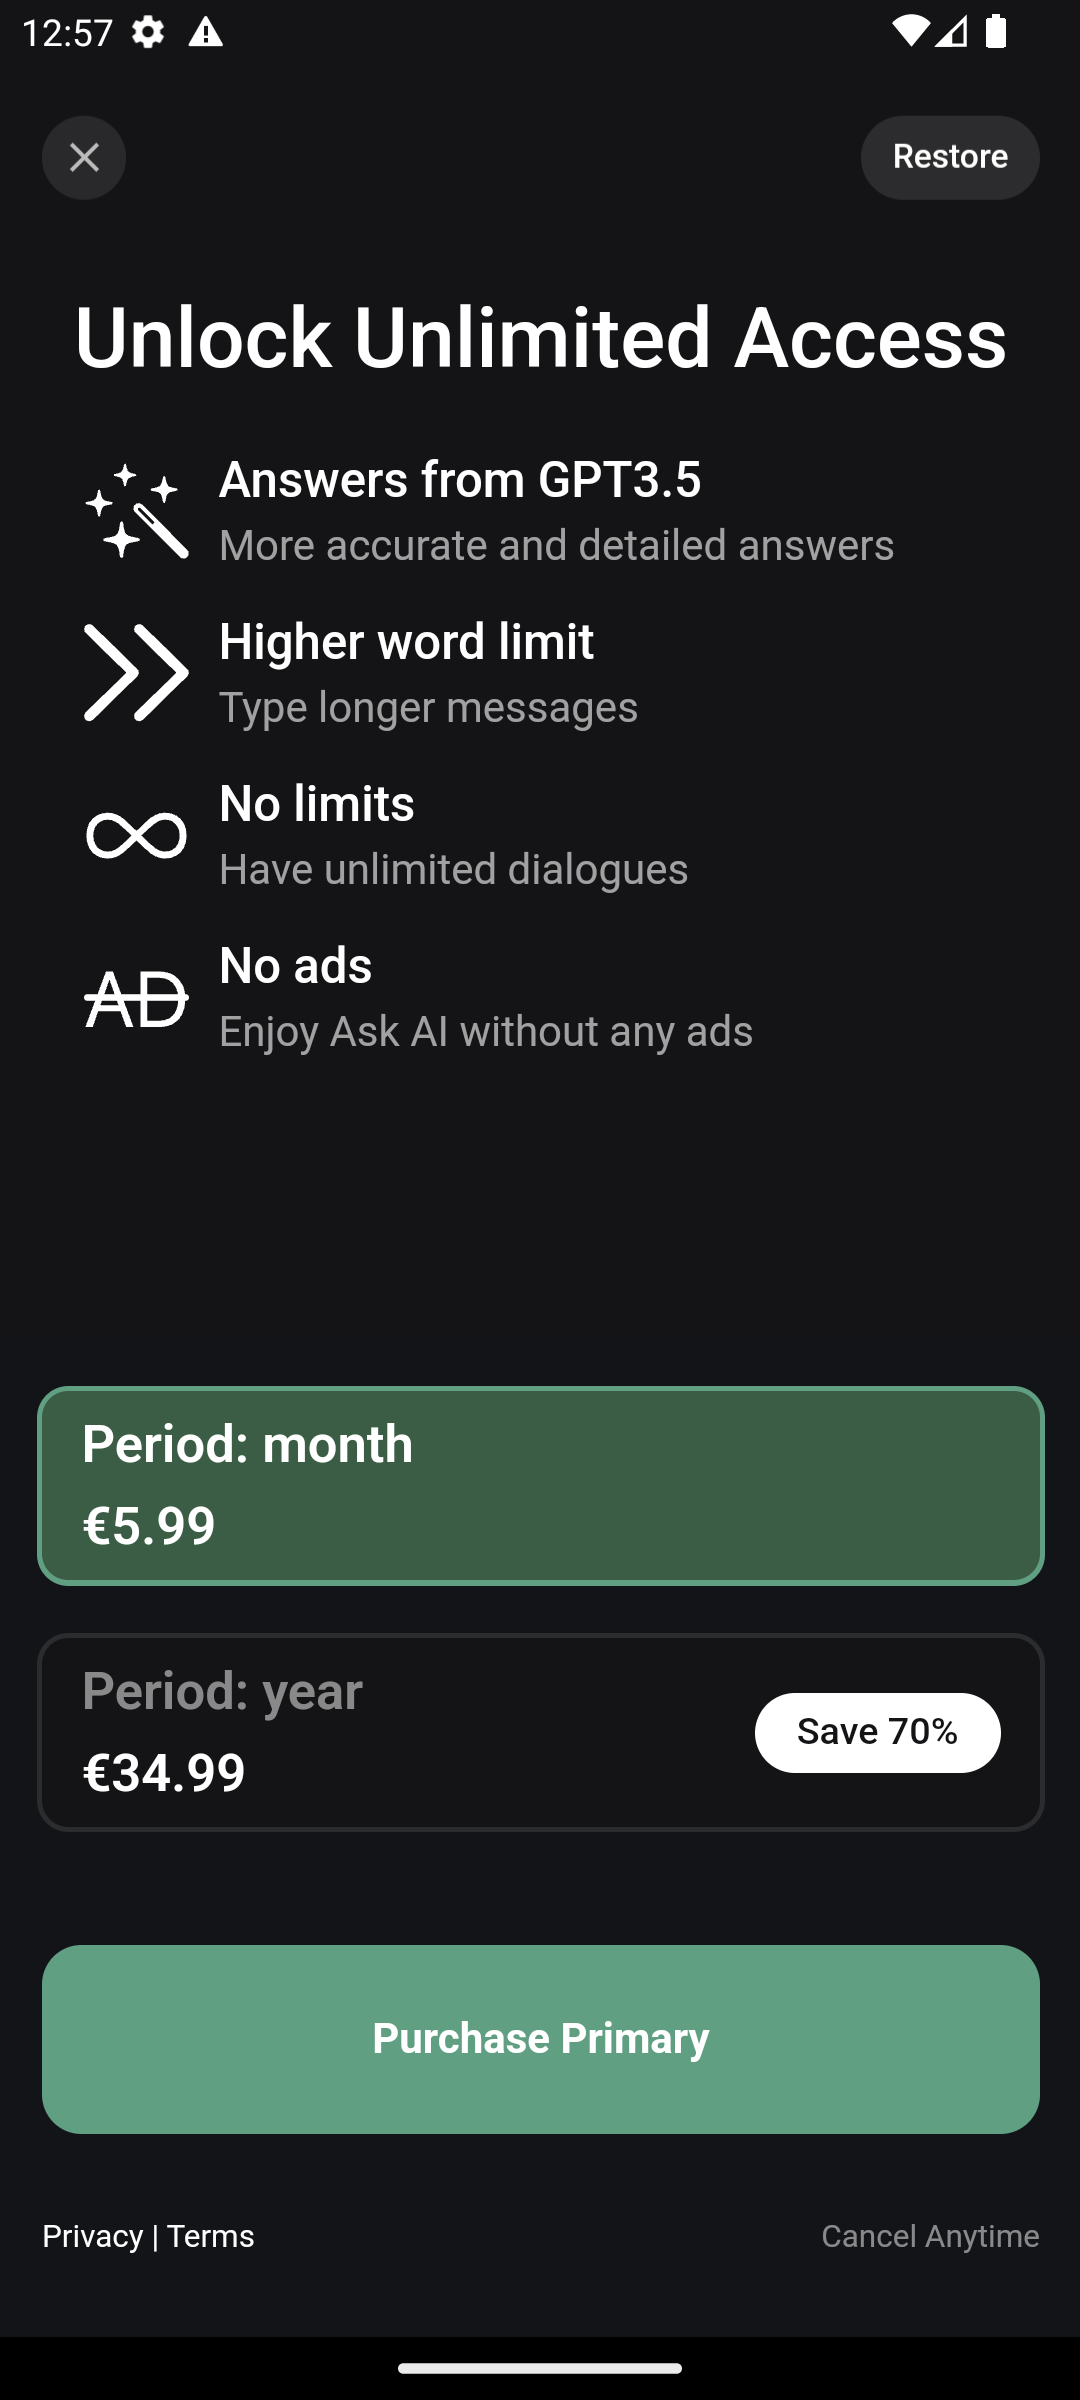 12:57
Restore
Unlock Unlimited Access
Answers from GPT3.5
More accurate and detailed answers
Higher word limit
Type longer messages
No limits
Have unlimited dialogues
AD
No ads
Enjoy Ask AI without any ads
Period: month
€5.99
Period: year
€34.99
Save 70%
Purchase Primary
Privacy | Terms
Cancel Anytime